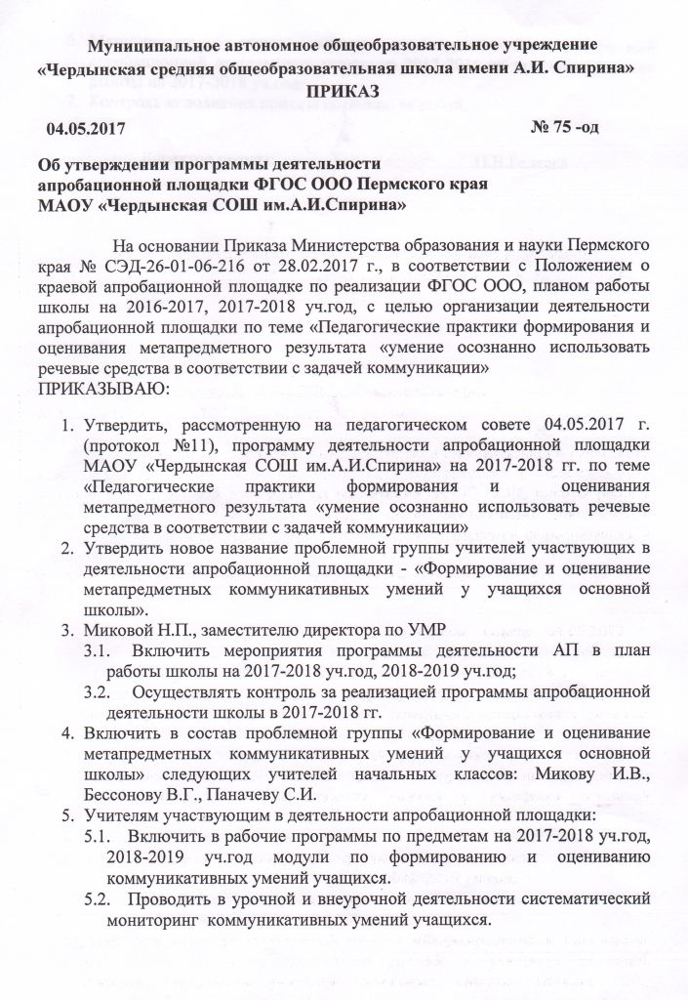 Муниципальное автономное общеобразовательное учреждение
«Чердынская средняя общеобразовательная школа имени А.И. Спирина»
ПРИКАЗ
04.05.2017 № 75 -од
Об утверждении программы деятельности
апробационной площадки ФГОС ООО Пермского края
МАОУ «Чердынская СОШ им.А.И.Спирина»
На основании Приказа Министерства образования и науки Пермского
края № СЭД-26-01-06-216 от 28.02.2017 г., в соответствии с Положением о
краевой апробационной площадке по реализации ФГОС ООО, планом работы
школы на 2016-2017, 2017-2018 уч.год, с целью организации деятельности
апробационной площадки по теме «Педагогические практики формирования и
оценивания метапредметного результата «умение осознанно использовать
речевые средства в соответствии с задачей коммуникации»
ПРИКАЗЫВАЮ:
1. Утвердить, рассмотренную на педагогическом совете 04.05.2017 г.
(протокол №11), программу деятельности апробационной площадки
МАОУ «Чердынская СОШ им.А.И.Спирина» на 2017-2018 гг. по теме
«Педагогические практики формирования и оценивания
метапредметного результата «умение осознанно использовать речевые
средства в соответствии с задачей коммуникации»
2. Утвердить новое название проблемной группы учителей участвующих в
деятельности апробационной площадки - «Формирование и оценивание
метапредметных коммуникативных умений у учащихся основной
школы».
3. Миковой Н.П., заместителю директора по УМР
3.1. Включить мероприятия программы деятельности АП в план
работы школы на 2017-2018 уч.год, 2018-2019 уч.год;
3.2. Осуществлять контроль за реализацией программы апробационной
деятельности школы в 2017-2018 гг.
4. Включить в состав проблемной группы «Формирование и оценивание
метапредметных коммуникативных умений у учащихся основной
школы» следующих учителей начальных классов: Микову И.В.,
Бессонову В.Г., Паначеву С.И.
5. Учителям участвующим в деятельности апробационной площадки:
5.1. Включить в рабочие программы по предметам на 2017-2018 уч.год,
2018-2019 уч.год модули по формированию и оцениванию
коммуникативных умений учащихся.
5.2. Проводить в урочной и внеурочной деятельности систематический
мониторинг коммуникативных умений учащихся.